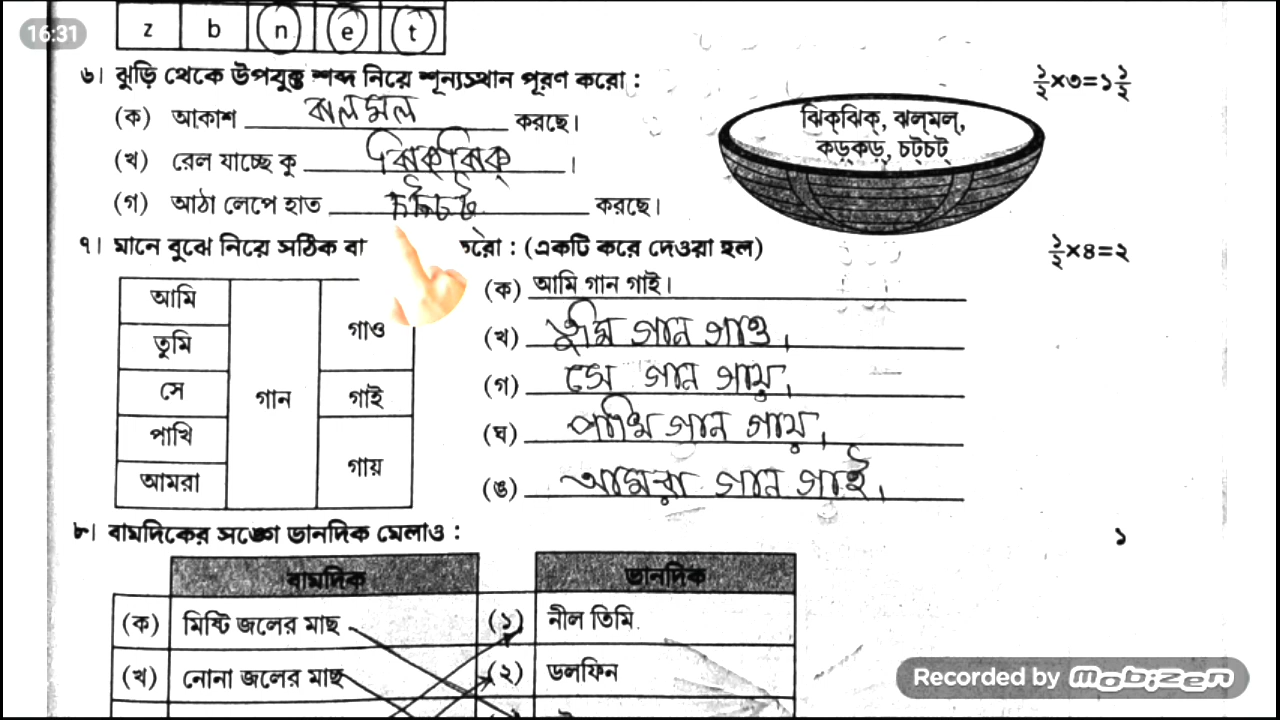 16:31
z b n e t
৬। ঝুড়ি থেকে উপযুক্ত শব্দ নিয়ে শূন্যস্থান পূরণ করো : ½×৩=১½
(ক) আকাশ ঝলমল করছে।
(খ) রেল যাচ্ছে কু ঝিক্‌ঝিক্ ।
(গ) আঠা লেপে হাত চটচট করছে।
ঝিক্‌ঝিক্, ঝল্‌মল্,
কড়্‌কড়্, চট্‌চট্
৭। মানে বুঝে নিয়ে সঠিক বা করো : (একটি করে দেওয়া হল) ½×৪=২
আমি
তুমি
সে
পাখি
আমরা
গান
গাও
গাই
গায়
(ক) আমি গান গাই।
(খ) তুমি গান গাও।
(গ) সে গান গায়।
(ঘ) পাখি গান গায়।
(ঙ) আমরা গান গাই।
৮। বামদিকের সঙ্গে ডানদিক মেলাও : ১
বামদিক ডানদিক
(ক) মিষ্টি জলের মাছ (১) নীল তিমি
(খ) নোনা জলের মাছ (২) ডলফিন
Recorded by mobizen